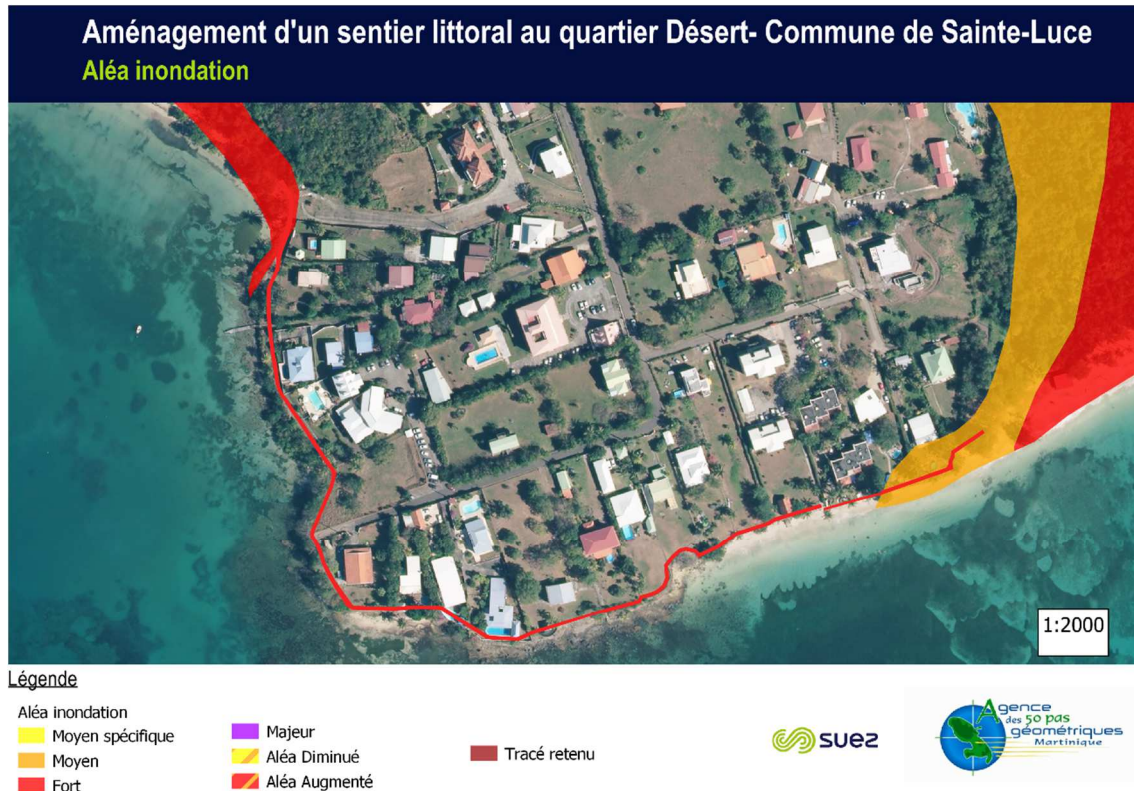 Aménagement d'un sentier littoral au quartier Désert- Commune de Sainte-Luce
Aléa inondation
1:2000
Légende
Aléa inondation
Moyen spécifique
Moyen
Fort
Majeur
Aléa Diminué
Aléa Augmenté
Tracé retenu
suez
Agence
des 50 pas
géométriques
Martinique